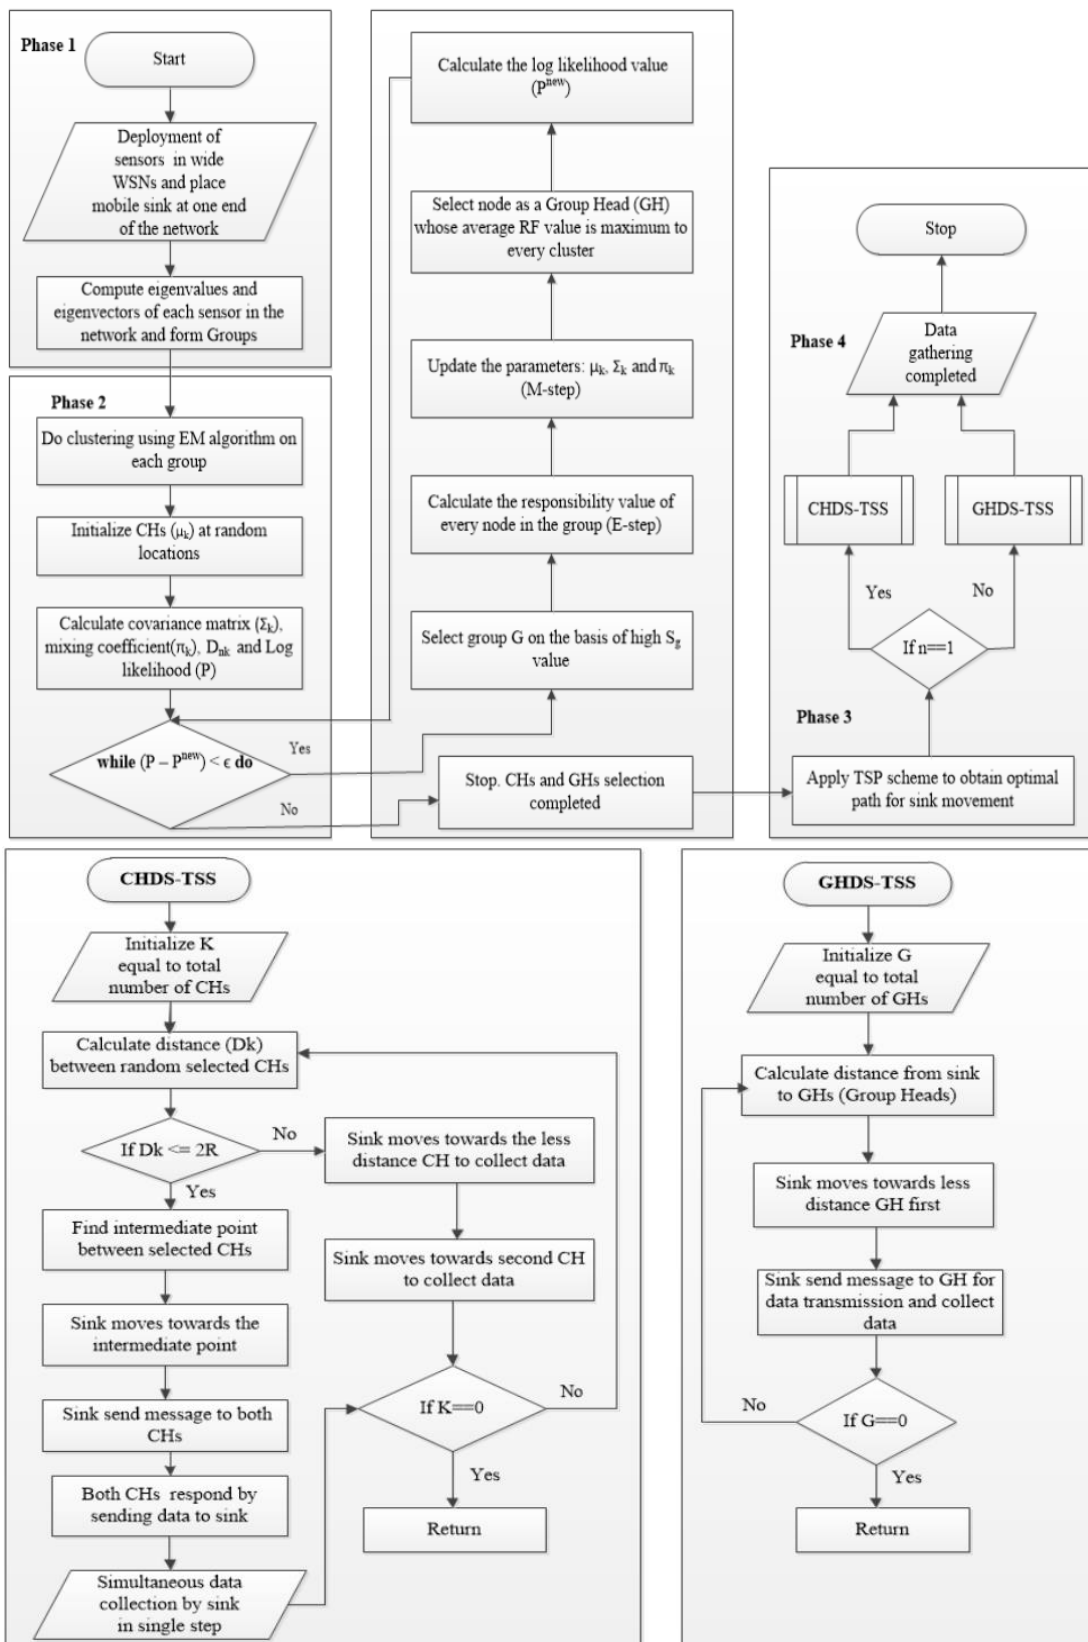 Phase 1
Start
Deployment of
sensors in wide
WSNs and place
mobile sink at one end
of the network
Compute eigenvalues and
eigenvectors of each sensor in the
network and form Groups
Phase 2
Do clustering using EM algorithm on
each group
Initialize CHs (μk) at random
locations
Calculate covariance matrix (Σk),
mixing coefficient(πk), Dnk and Log
likelihood (P)
while (P – Pnew) < ϵ do
Yes
No
Calculate the log likelihood value
(Pnew)
Select node as a Group Head (GH)
whose average RF value is maximum to
every cluster
Update the parameters: μk, Σk and πk
(M-step)
Calculate the responsibility value of
every node in the group (E-step)
Select group G on the basis of high Sg
value
Stop. CHs and GHs selection
completed
Stop
Phase 4
Data
gathering
completed
CHDS-TSS
GHDS-TSS
Yes
No
If n==1
Phase 3
Apply TSP scheme to obtain optimal
path for sink movement
CHDS-TSS
Initialize K
equal to total
number of CHs
Calculate distance (Dk)
between random selected CHs
If Dk <= 2R
No
Yes
Find intermediate point
between selected CHs
Sink moves towards the
intermediate point
Sink send message to both
CHs
Both CHs respond by
sending data to sink
Simultaneous data
collection by sink
in single step
Sink moves towards the less
distance CH to collect data
Sink moves towards second CH
to collect data
If K==0
No
Yes
Return
GHDS-TSS
Initialize G
equal to total
number of GHs
Calculate distance from sink
to GHs (Group Heads)
Sink moves towards less
distance GH first
Sink send message to GH for
data transmission and collect
data
No
If G==0
Yes
Return